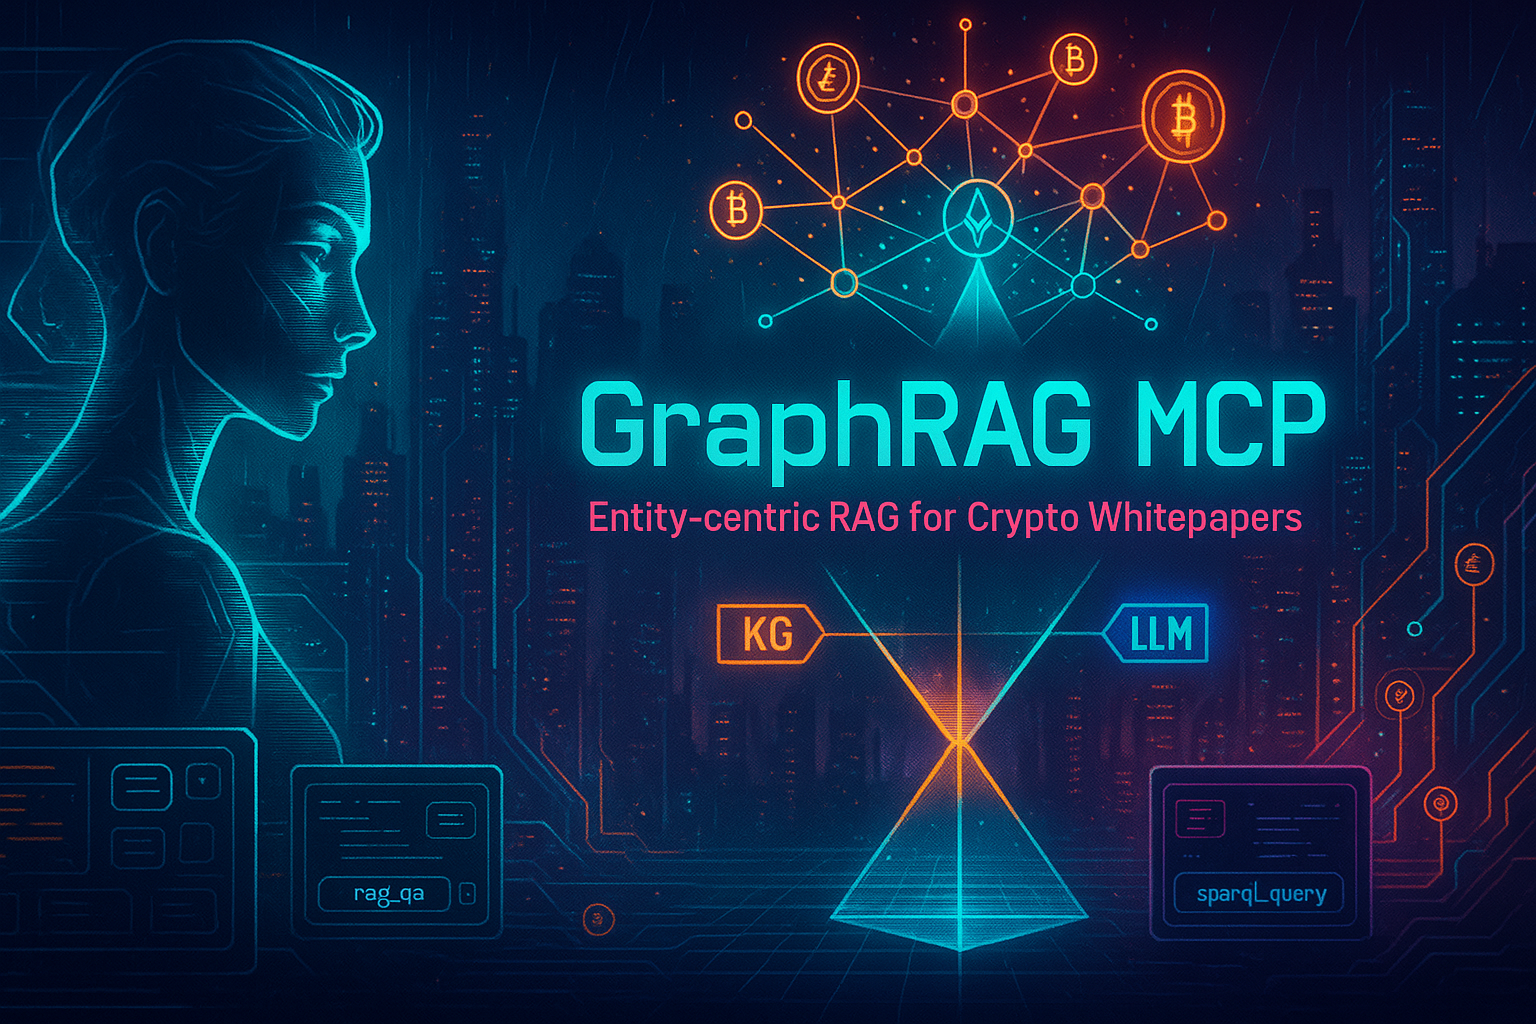 GraphRAG MCP
Entity-centric RAG for Crypto Whitepapers
KG
LLM
rag_qa
sparql_query